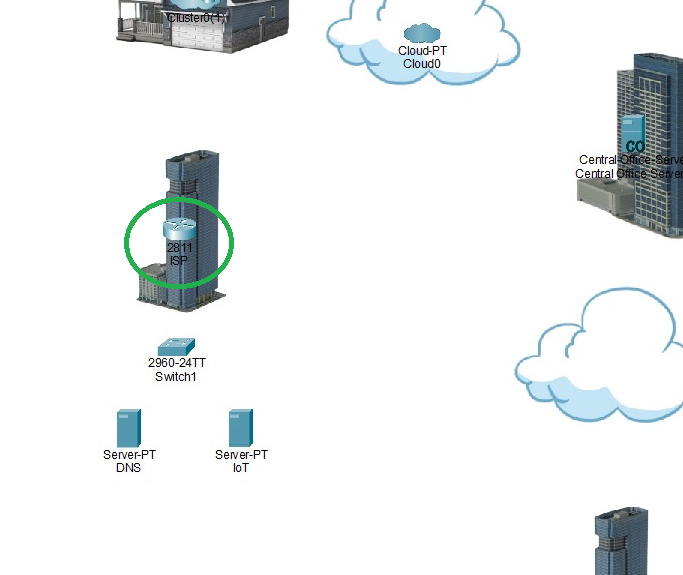 Cluster0(1)
Cloud-PT
Cloud0
CO
Central-Office-Serve
Central Office Server
2811
ISP
2960-24TT
Switch1
Server-PT
DNS
Server-PT
IoT